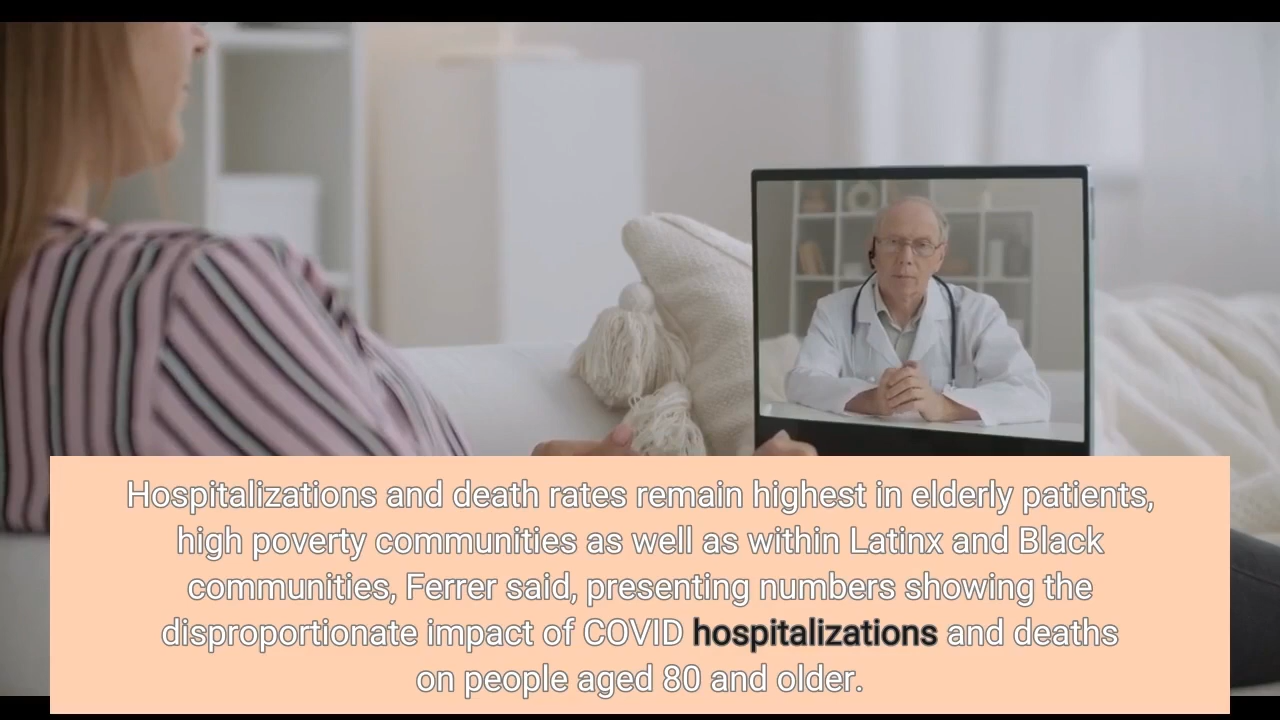 Hospitalizations and death rates remain highest in elderly patients,
high poverty communities as well as within Latinx and Black
communities, Ferrer said, presenting numbers showing the
disproportionate impact of COVID hospitalizations and deaths
on people aged 80 and older.